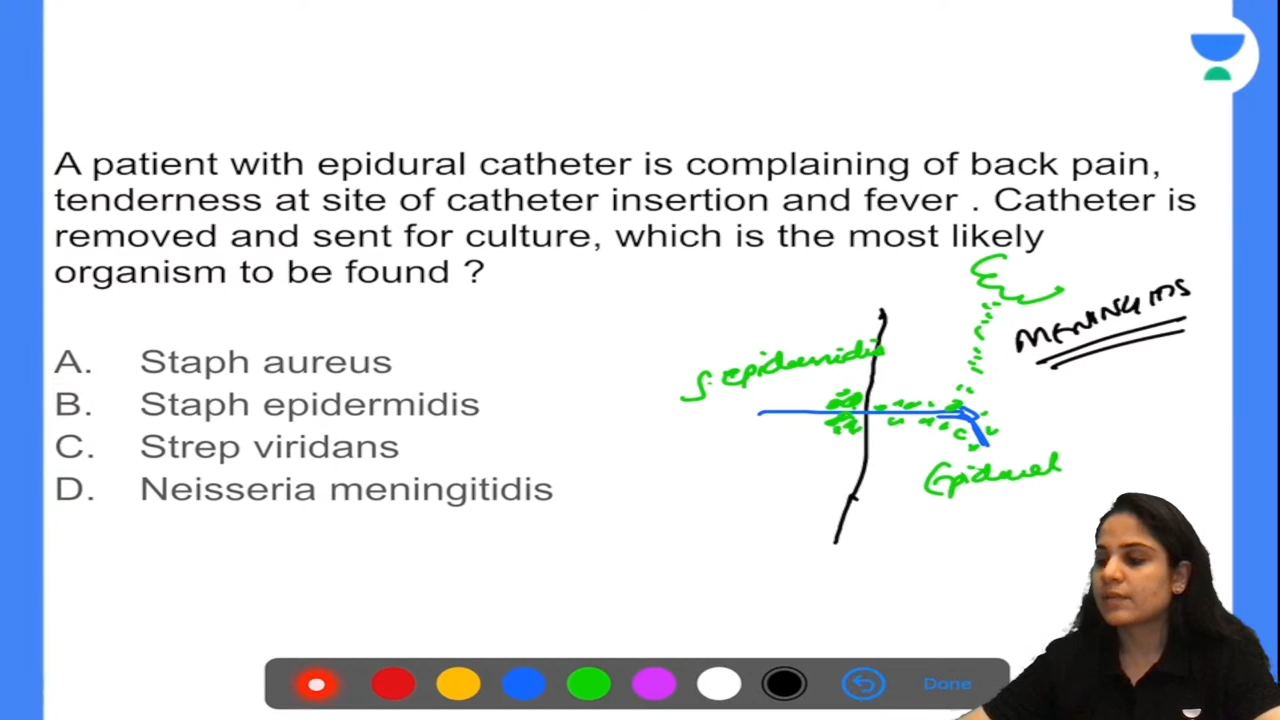 A patient with epidural catheter is complaining of back pain,
tenderness at site of catheter insertion and fever . Catheter is
removed and sent for culture, which is the most likely
organism to be found ?
MENINGITIS
A. Staph aureus
S. epidermidis
B. Staph epidermidis
C. Strep viridans
Epidural
D. Neisseria meningitidis
Done